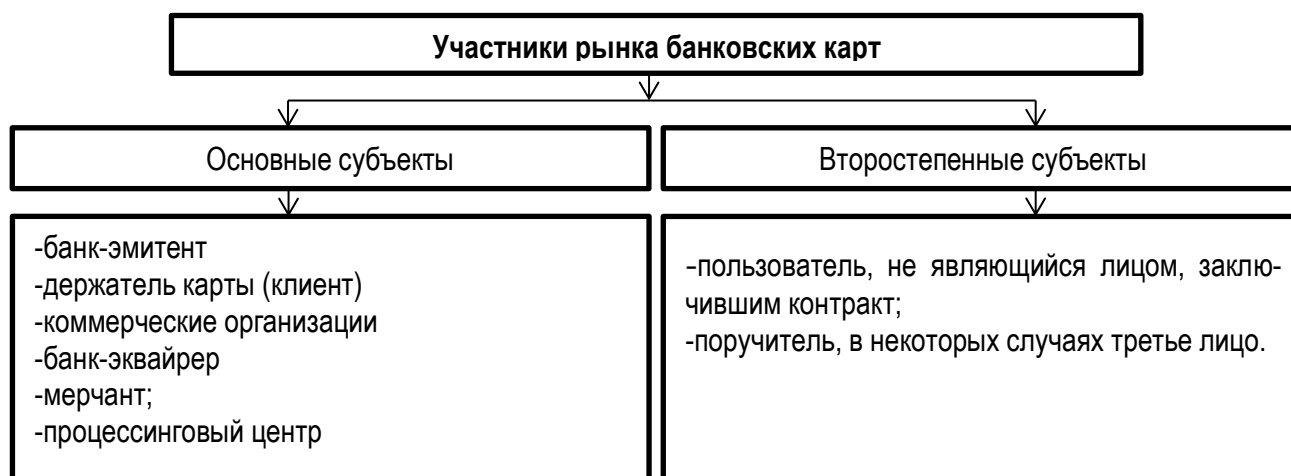 Участники рынка банковских карт
Основные субъекты
Второстепенные субъекты
-банк-эмитент
-держатель карты (клиент)
-коммерческие организации
-банк-эквайрер
-мерчант;
-процессинговый центр
-пользователь, не являющийся лицом, заклю-
чившим контракт;
-поручитель, в некоторых случаях третье лицо.